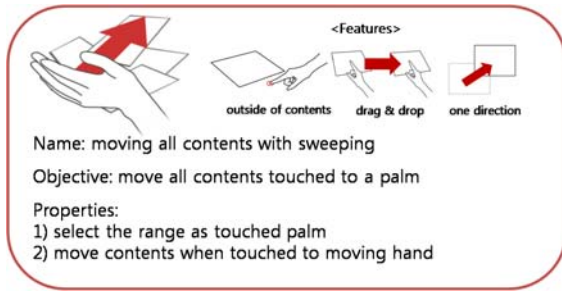 <Features>
outside of contents drag & drop one direction
Name: moving all contents with sweeping
Objective: move all contents touched to a palm
Properties:
1) select the range as touched palm
2) move contents when touched to moving hand